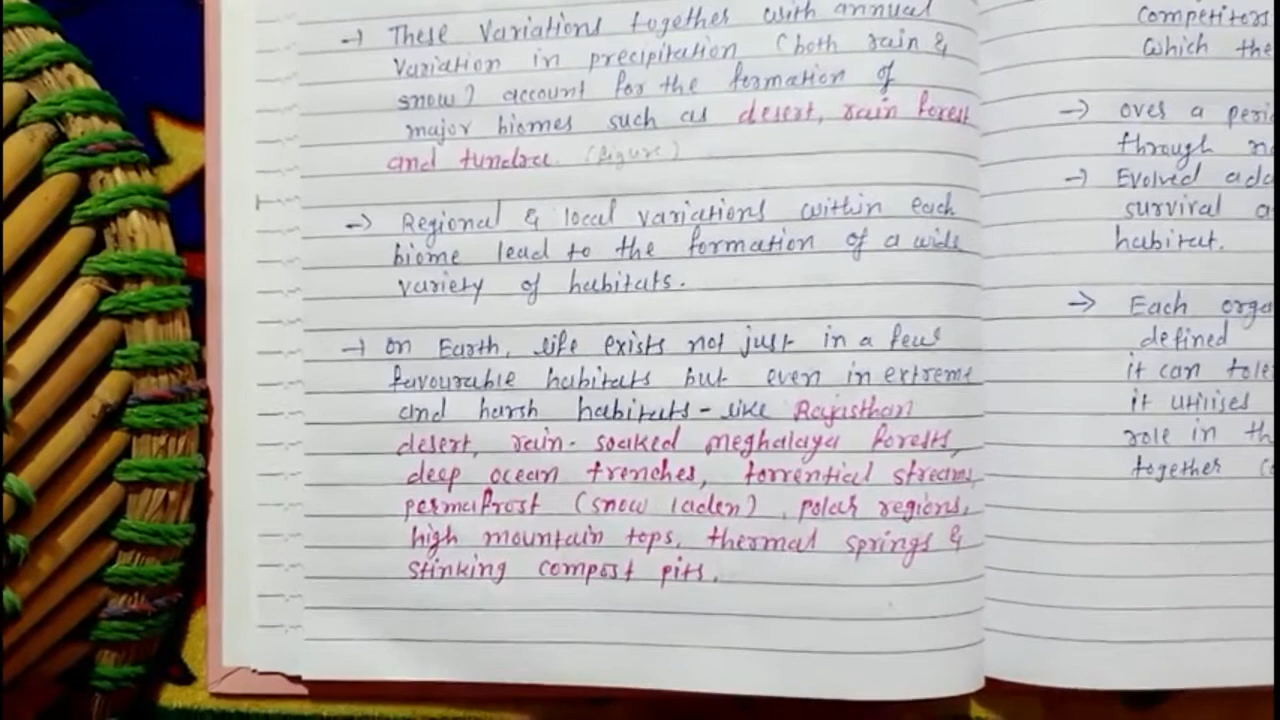 → These Variations together with annual
Variation in precipitation (both rain &
snow) account for the formation of
major biomes such as desert, rain forest
and tundra. (figure)
→ Regional & local variations within each
biome lead to the formation of a wide
variety of habitats.
→ On Earth, life exists not just in a few
favourable habitats but even in extreme
and harsh habitats - like Rajasthan
desert, rain-soaked meghalaya forests,
deep ocean trenches, torrential streams,
permafrost (snow laden), polar regions,
high mountain tops, thermal springs &
stinking compost pits.
competitors
which the
→ over a peri
through n
→ Evolved ada
survival a
habitat.
→ Each orga
defined
it can tole
it utilises
role in th
together (